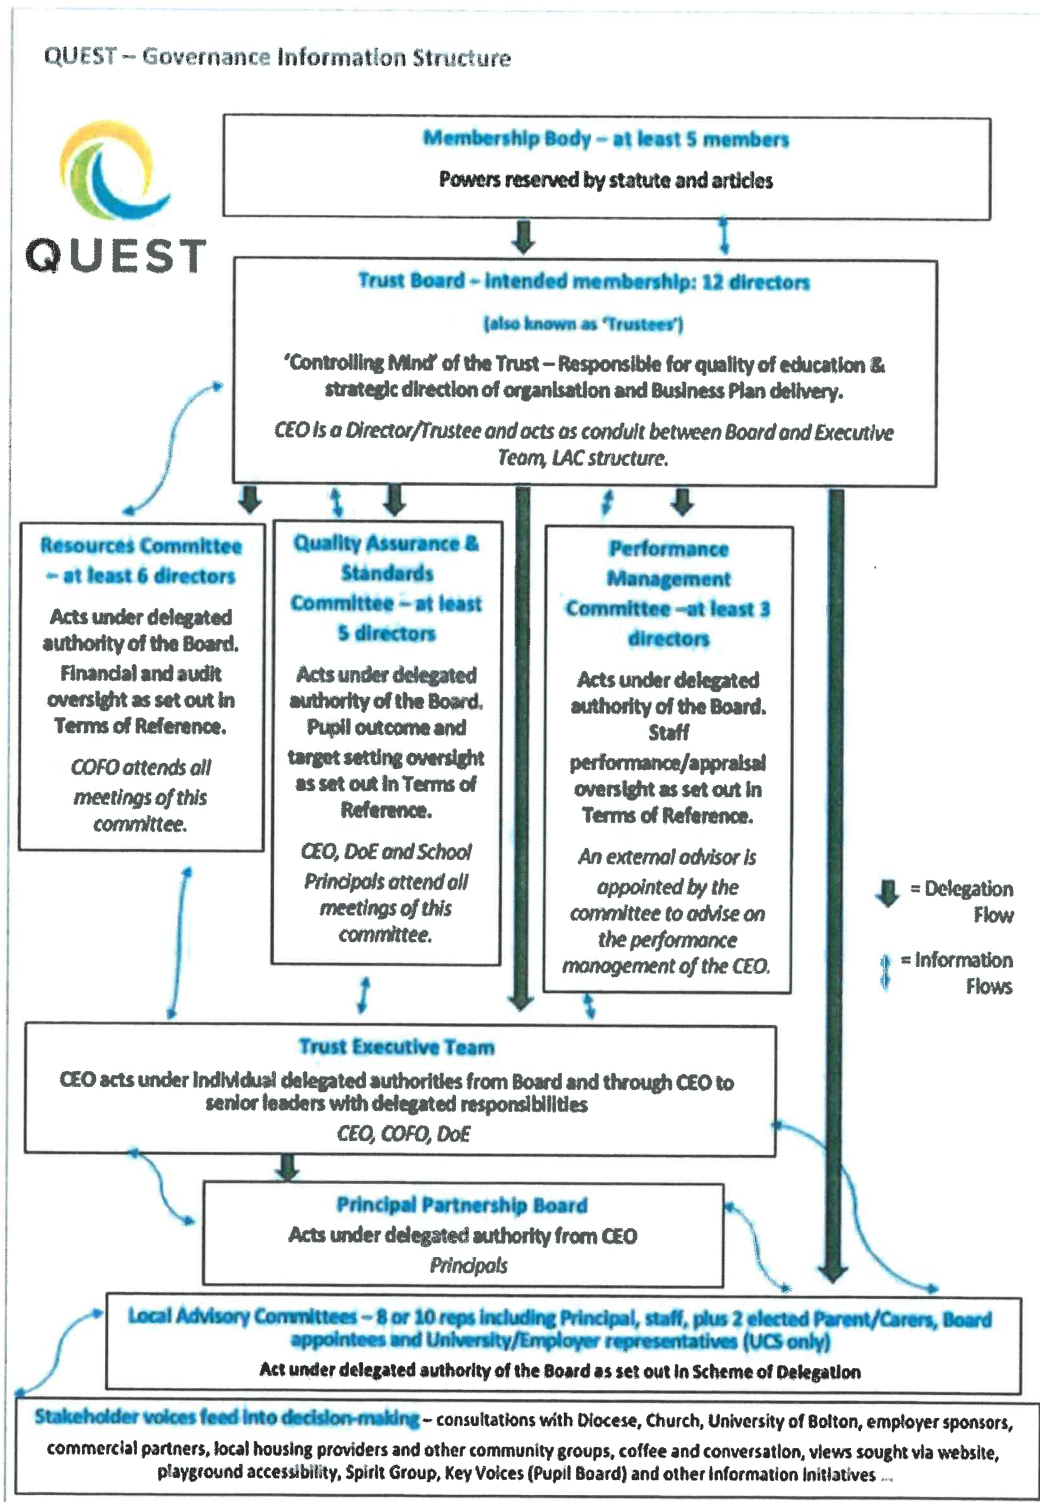 QUEST – Governance Information Structure
QUEST
Membership Body – at least 5 members
Powers reserved by statute and articles
Trust Board – intended membership: 12 directors
(also known as 'Trustees')
'Controlling Mind' of the Trust – Responsible for quality of education &
strategic direction of organisation and Business Plan delivery.
CEO is a Director/Trustee and acts as conduit between Board and Executive
Team, LAC structure.
Resources Committee
– at least 6 directors
Acts under delegated
authority of the Board.
Financial and audit
oversight as set out in
Terms of Reference.
COFO attends all
meetings of this
committee.
Quality Assurance &
Standards
Committee – at least
5 directors
Acts under delegated
authority of the Board.
Pupil outcome and
target setting oversight
as set out in Terms of
Reference.
CEO, DoE and School
Principals attend all
meetings of this
committee.
Performance
Management
Committee –at least 3
directors
Acts under delegated
authority of the Board.
Staff
performance/appraisal
oversight as set out in
Terms of Reference.
An external advisor is
appointed by the
committee to advise on
the performance
management of the CEO.
= Delegation
Flow
= Information
Flows
Trust Executive Team
CEO acts under individual delegated authorities from Board and through CEO to
senior leaders with delegated responsibilities
CEO, COFO, DoE
Principal Partnership Board
Acts under delegated authority from CEO
Principals
Local Advisory Committees – 8 or 10 reps including Principal, staff, plus 2 elected Parent/Carers, Board
appointees and University/Employer representatives (UCS only)
Act under delegated authority of the Board as set out in Scheme of Delegation
Stakeholder voices feed into decision-making – consultations with Diocese, Church, University of Bolton, employer sponsors,
commercial partners, local housing providers and other community groups, coffee and conversation, views sought via website,
playground accessibility, Spirit Group, Key Voices (Pupil Board) and other information initiatives ...